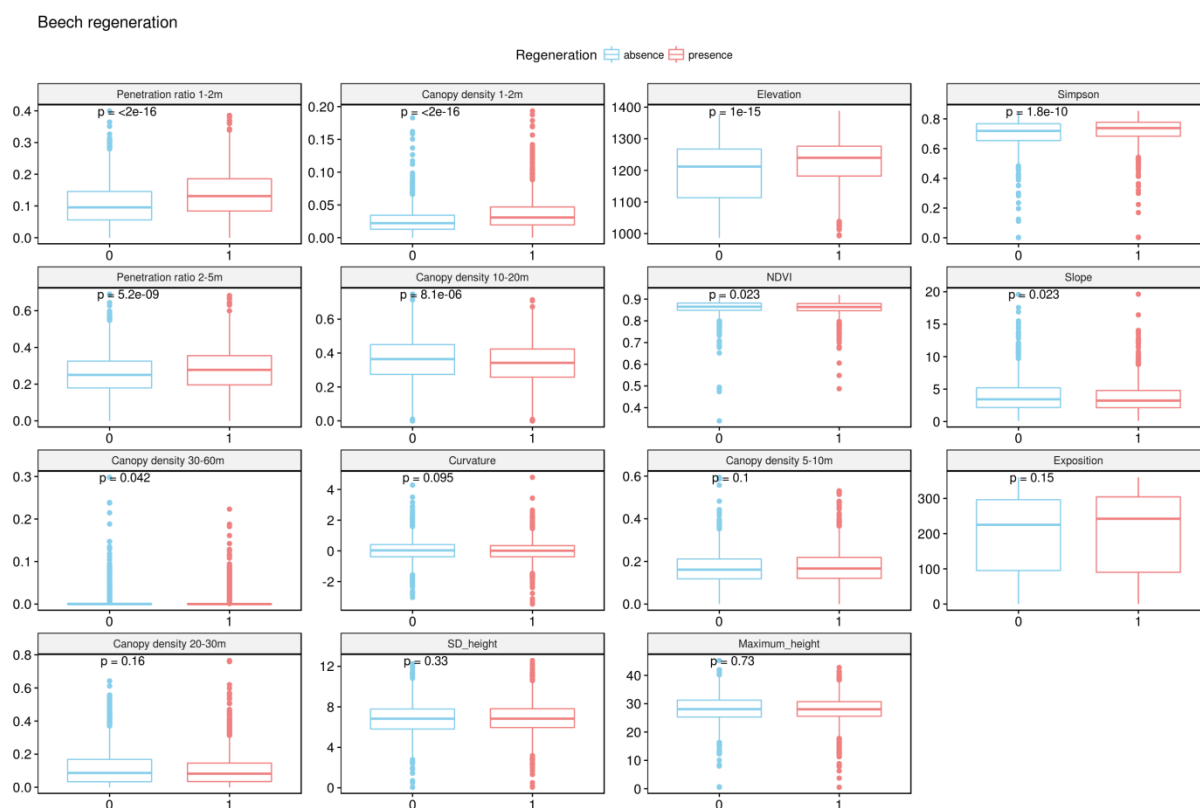 Beech regeneration
Regeneration absence presence
Penetration ratio 1-2m
p = <2e-16
0.4
0.3
0.2
0.1
0.0
0 1
Canopy density 1-2m
p = <2e-16
0.20
0.15
0.10
0.05
0.00
0 1
Elevation
p = 1e-15
1400
1300
1200
1100
1000
0 1
Simpson
p = 1.8e-10
0.8
0.6
0.4
0.2
0.0
0 1
Penetration ratio 2-5m
p = 5.2e-09
0.6
0.4
0.2
0.0
0 1
Canopy density 10-20m
p = 8.1e-06
0.6
0.4
0.2
0.0
0 1
NDVI
p = 0.023
0.9
0.8
0.7
0.6
0.5
0.4
0 1
Slope
p = 0.023
20
15
10
5
0
0 1
Canopy density 30-60m
p = 0.042
0.3
0.2
0.1
0.0
0 1
Curvature
p = 0.095
4
2
0
-2
0 1
Canopy density 5-10m
p = 0.1
0.6
0.4
0.2
0.0
0 1
Exposition
p = 0.15
300
200
100
0
0 1
Canopy density 20-30m
p = 0.16
0.8
0.6
0.4
0.2
0.0
0 1
SD_height
p = 0.33
12
8
4
0
0 1
Maximum_height
p = 0.73
40
30
20
10
0
0 1